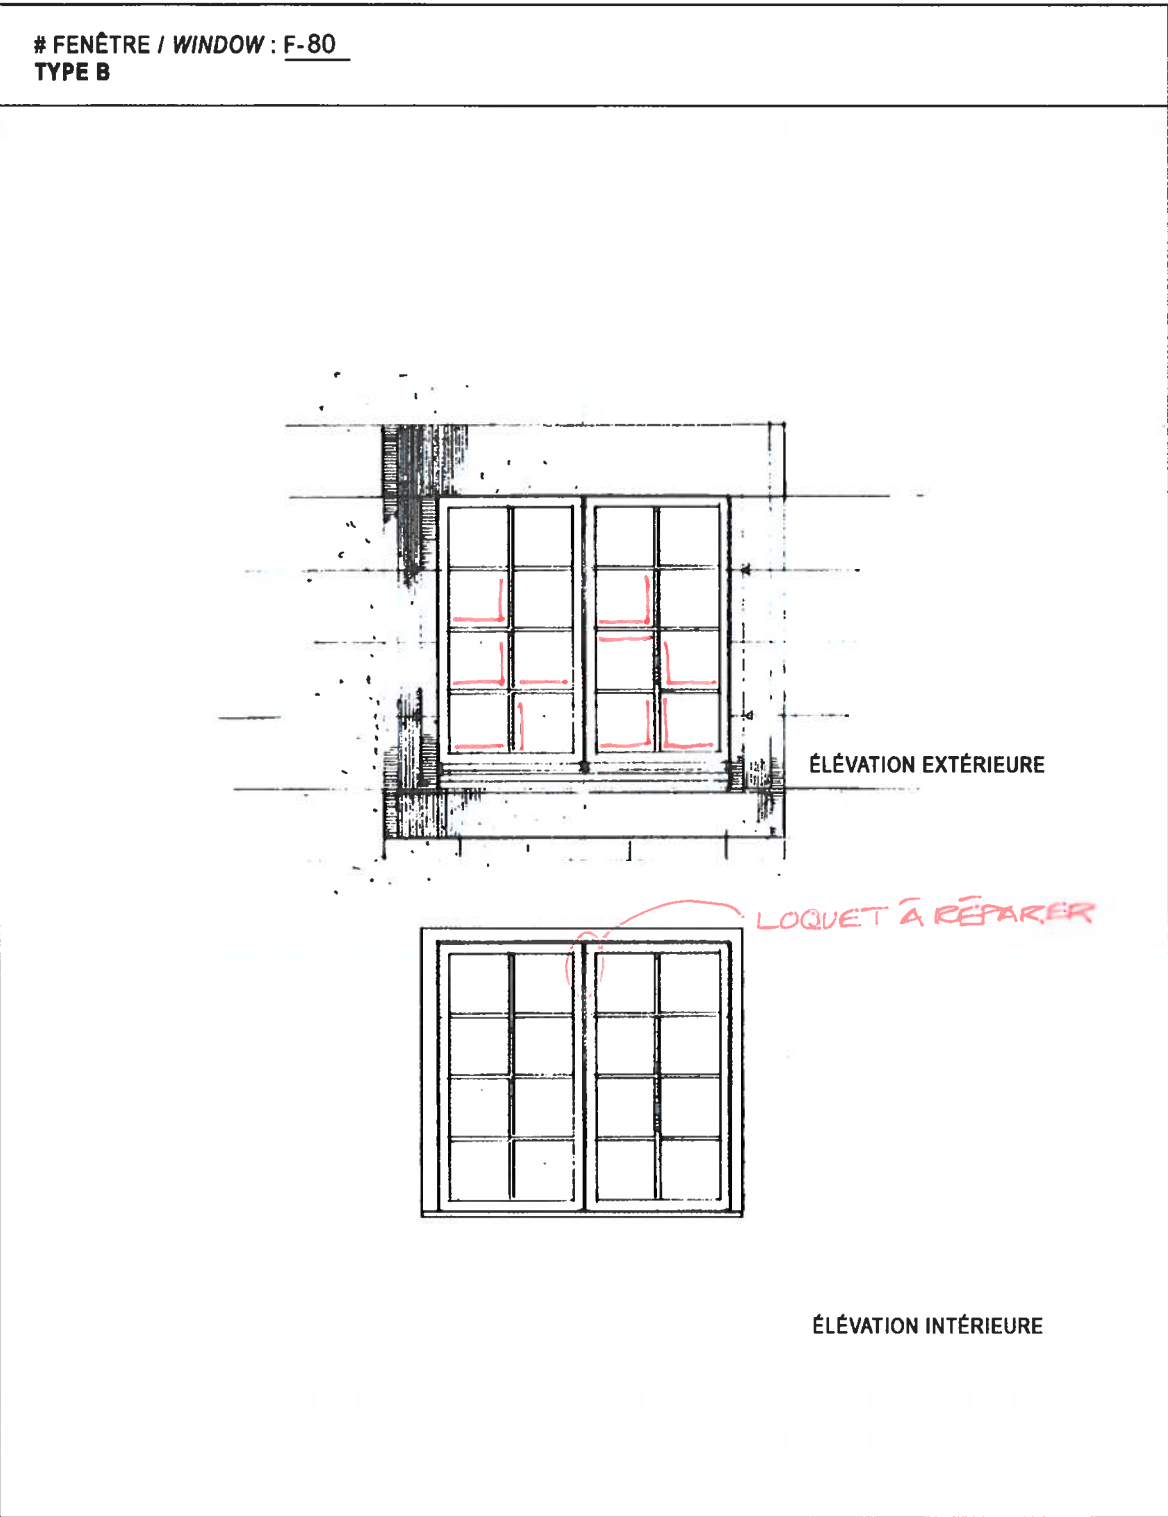 # FENÊTRE / WINDOW : F-80
TYPE B
ÉLÉVATION EXTÉRIEURE
LOQUET À RÉPARER
ÉLÉVATION INTÉRIEURE